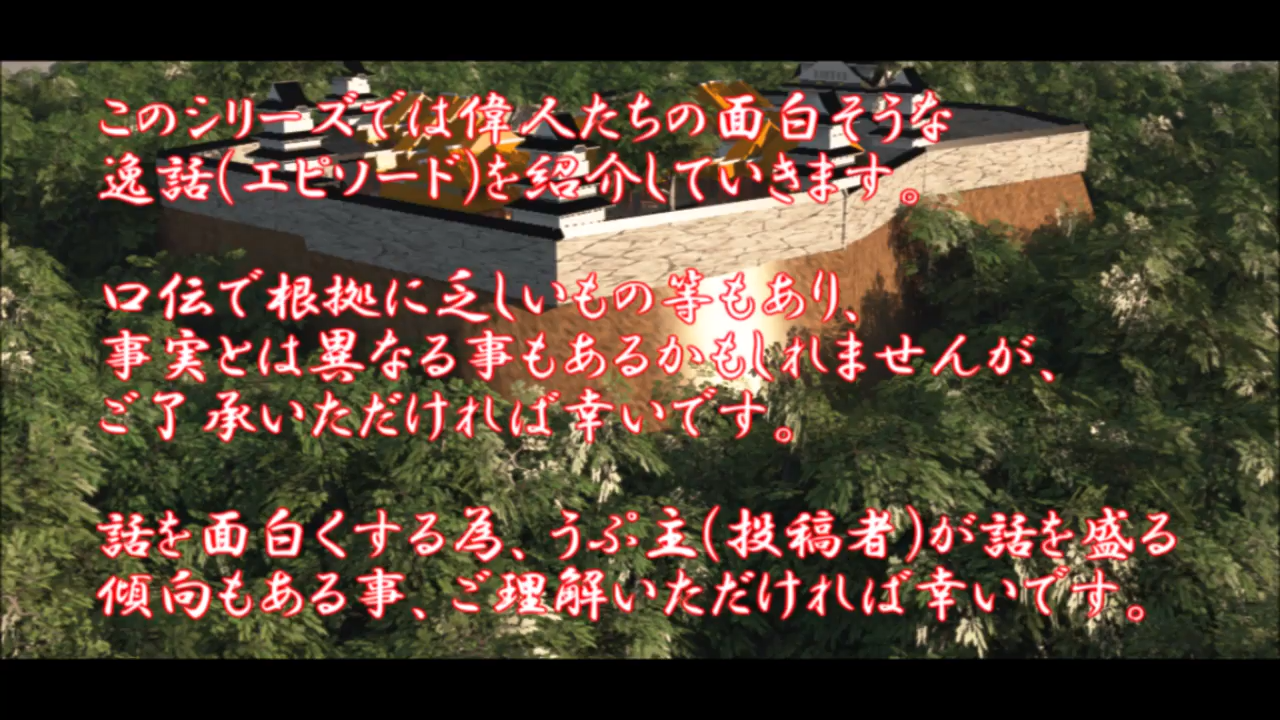 このシリーズでは偉人たちの面白そうな
逸話(エピソード)を紹介していきます。
口伝で根拠に乏しいもの等もあり、
事実とは異なる事もあるかもしれませんが、
ご了承いただければ幸いです。
話を面白くする為、うぷ主(投稿者)が話を盛る
傾向もある事、ご理解いただければ幸いです。